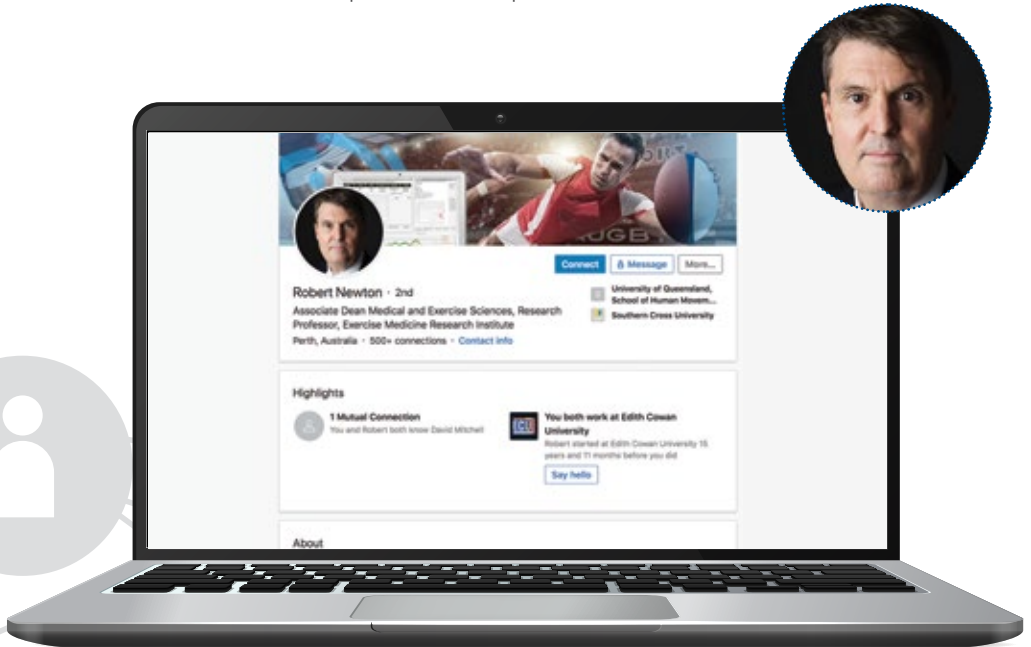 ORT
RUGBY
Connect
Message
More...
Robert Newton · 2nd
Associate Dean Medical and Exercise Sciences, Research
Professor, Exercise Medicine Research Institute
Perth, Australia · 500+ connections · Contact info
University of Queensland,
School of Human Movem...
Southern Cross University
Highlights
1 Mutual Connection
You and Robert both know David Mitchell
ECU
You both work at Edith Cowan
University
Robert started at Edith Cowan University 15
years and 11 months before you did
Say hello
About